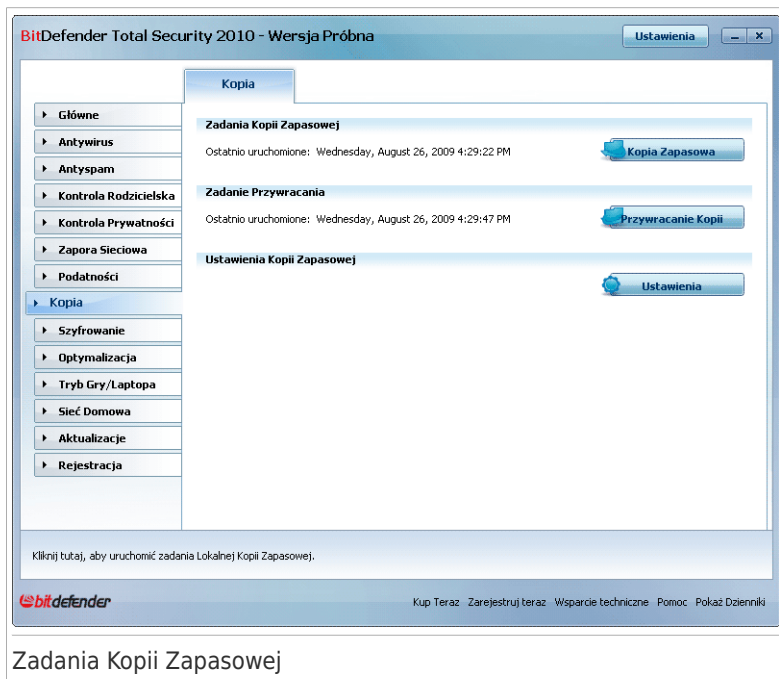 BitDefender Total Security 2010 - Wersja Próbna
Ustawienia
Kopia
Główne
Antywirus
Antyspam
Kontrola Rodzicielska
Kontrola Prywatności
Zapora Sieciowa
Podatności
Kopia
Szyfrowanie
Optymalizacja
Tryb Gry/Laptopa
Sieć Domowa
Aktualizacje
Rejestracja
Zadania Kopii Zapasowej
Ostatnio uruchomione: Wednesday, August 26, 2009 4:29:22 PM
Kopia Zapasowa
Zadanie Przywracania
Ostatnio uruchomione: Wednesday, August 26, 2009 4:29:47 PM
Przywracanie Kopii
Ustawienia Kopii Zapasowej
Ustawienia
Kliknij tutaj, aby uruchomić zadania Lokalnej Kopii Zapasowej.
bitdefender
Kup Teraz Zarejestruj teraz Wsparcie techniczne Pomoc Pokaż Dzienniki
Zadania Kopii Zapasowej